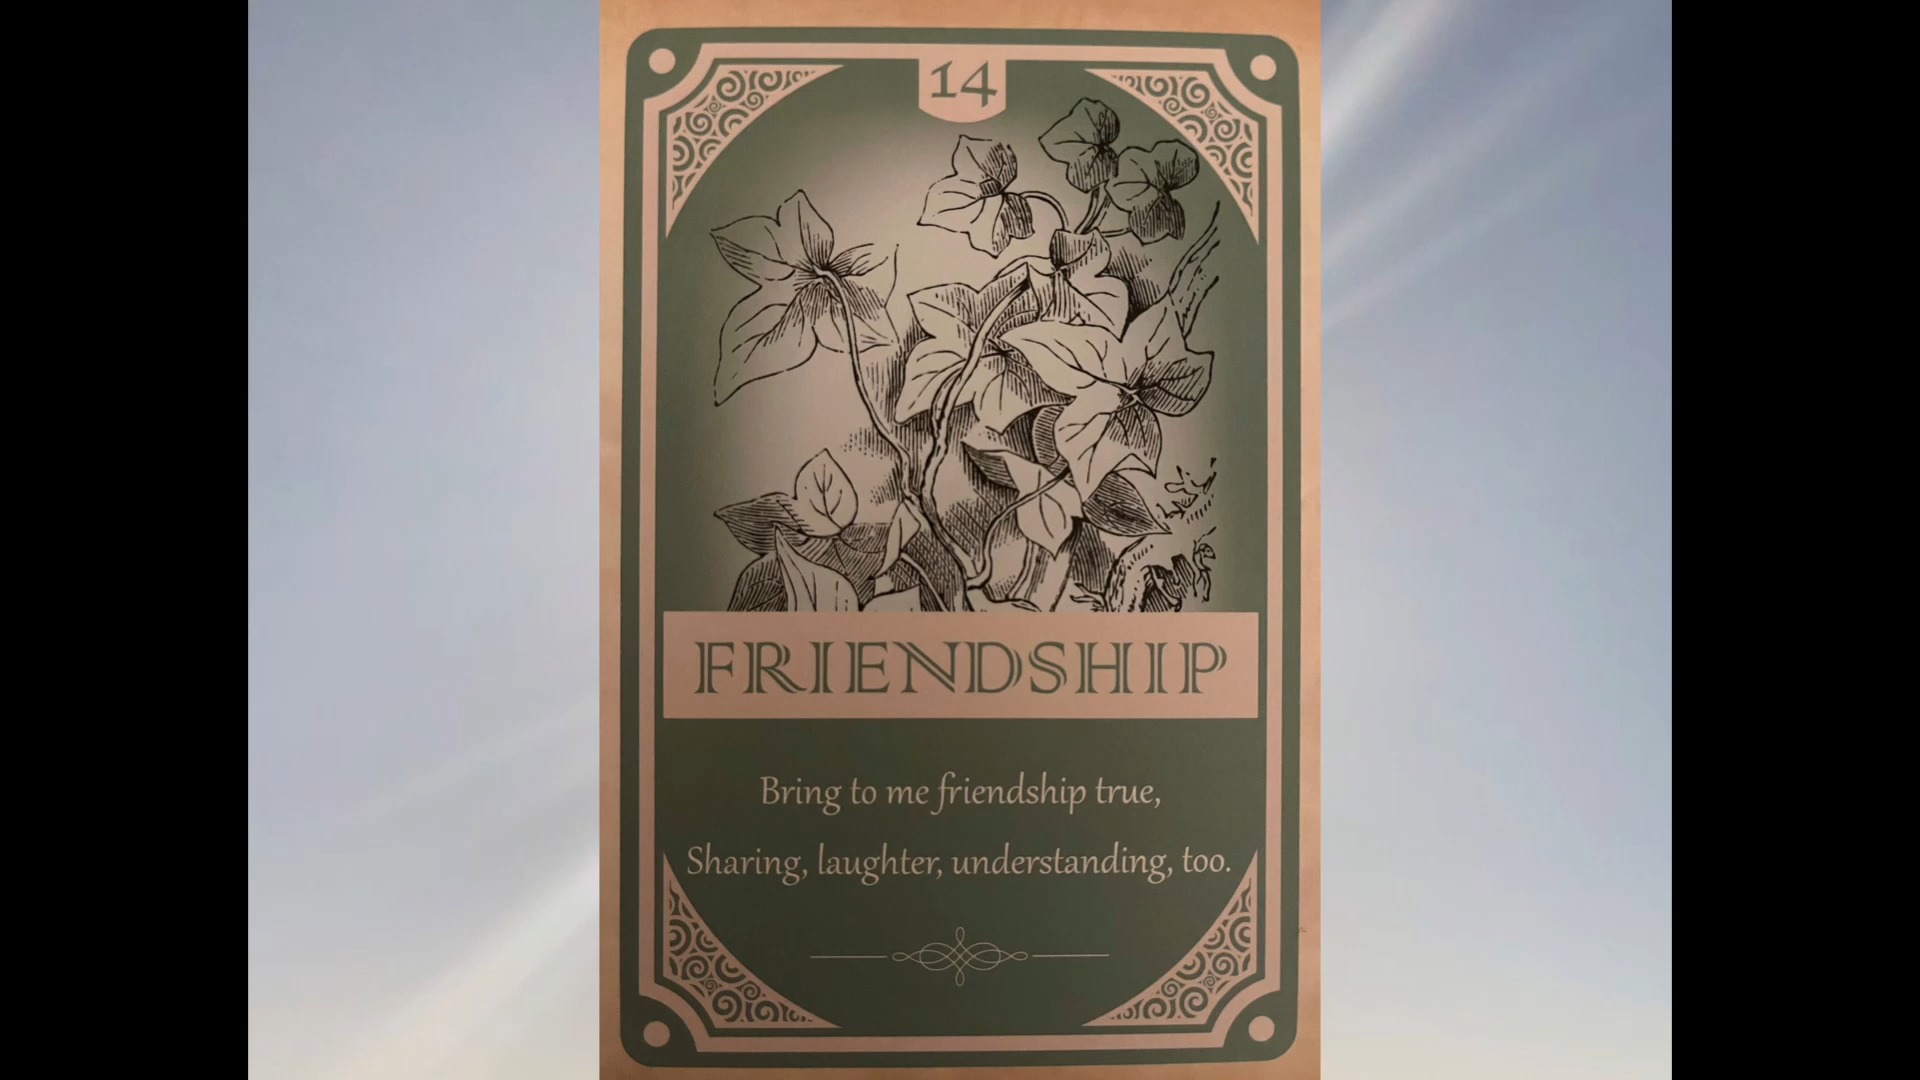 14
FRIENDSHIP
Bring to me friendship true,
Sharing, laughter, understanding, too.